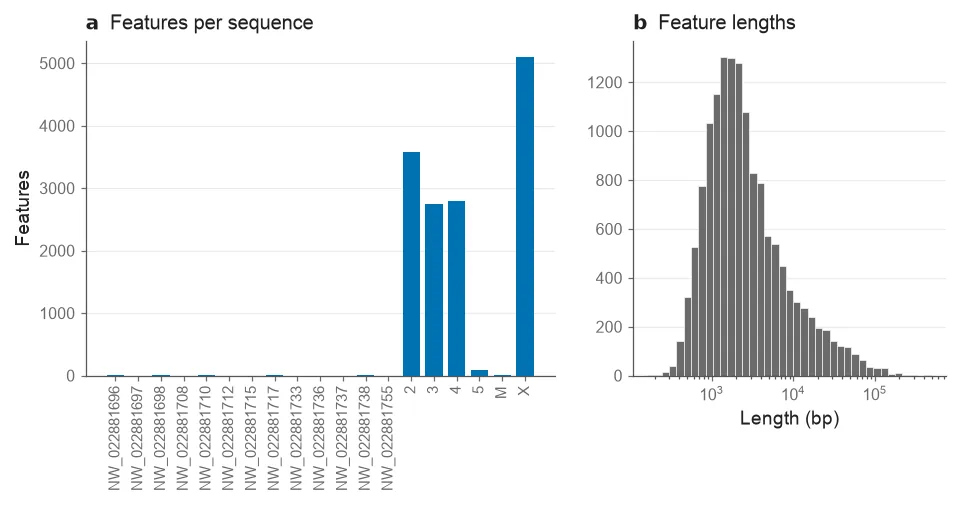 a Features per sequence
Features
5000
4000
3000
2000
1000
0
NW_022881696
NW_022881697
NW_022881698
NW_022881708
NW_022881710
NW_022881712
NW_022881715
NW_022881717
NW_022881733
NW_022881736
NW_022881737
NW_022881738
NW_022881755
2
3
4
5
M
X
b Feature lengths
1200
1000
800
600
400
200
0
10³
10⁴
10⁵
Length (bp)